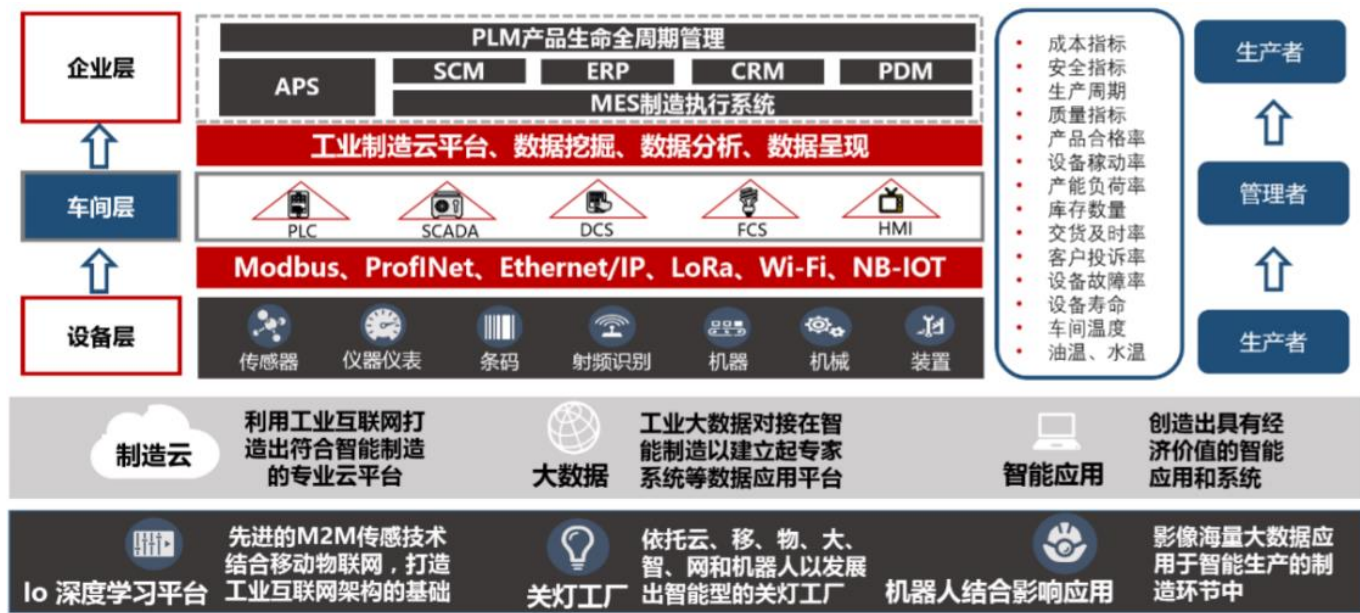 企业层
PLM产品生命全周期管理
APS
SCM
ERP
CRM
PDM
MES制造执行系统
工业制造云平台、数据挖掘、数据分析、数据呈现
车间层
PLC
SCADA
DCS
FCS
HMI
Modbus、ProfINet、Ethernet/IP、LoRa、Wi-Fi、NB-IOT
设备层
传感器
仪器仪表
条码
射频识别
机器
机械
装置
• 成本指标
• 安全指标
• 生产周期
• 质量指标
• 产品合格率
• 设备稼动率
• 产能负荷率
• 库存数量
• 交货及时率
• 客户投诉率
• 设备故障率
• 设备寿命
• 车间温度
• 油温、水温
生产者
管理者
生产者
制造云
利用工业互联网打
造出符合智能制造
的专业云平台
大数据
工业大数据对接在智
能制造以建立起专家
系统等数据应用平台
智能应用
创造出具有经
济价值的智能
应用和系统
Io 深度学习平台
先进的M2M传感技术
结合移动物联网，打造
工业互联网架构的基础
关灯工厂
依托云、移、物、大、
智、网和机器人以发展
出智能型的关灯工厂
机器人结合影响应用
影像海量大数据应
用于智能生产的制
造环节中